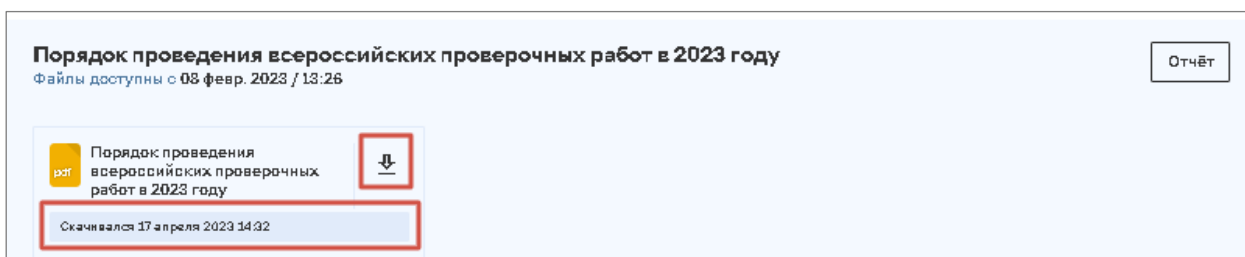 Порядок проведения всероссийских проверочных работ в 2023 году
Файлы доступны с 08 февр. 2023 / 13:26
Отчёт
pdf
Порядок проведения
всероссийских проверочных
работ в 2023 году
Скачивался 17 апреля 2023 14:32